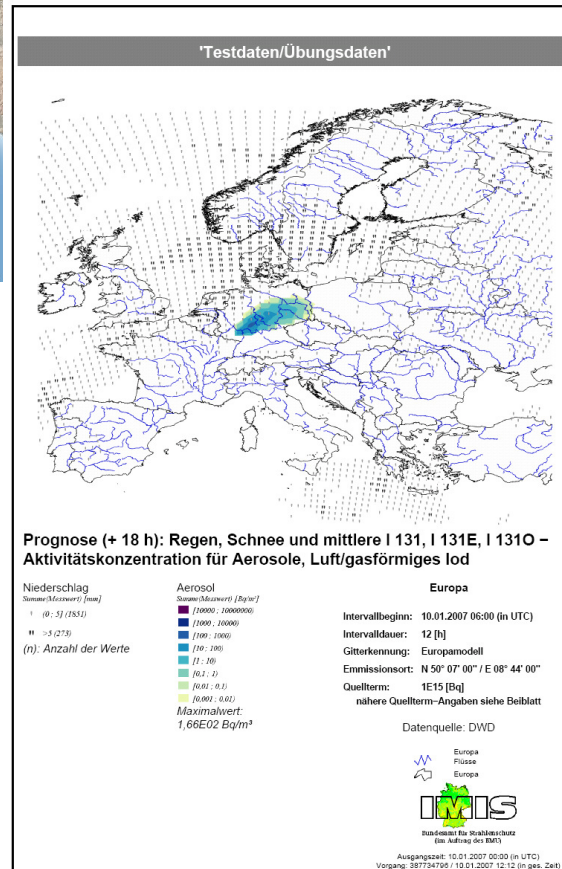 'Testdaten/Übungsdaten'
Prognose (+ 18 h): Regen, Schnee und mittlere I 131, I 131E, I 131O –
Aktivitätskonzentration für Aerosole, Luft/gasförmiges Iod
Niederschlag
Summe(Messwert) [mm]
(0 ; 5] (1851)
>5 (273)
(n): Anzahl der Werte
Aerosol
Summe(Messwert) [Bq/m³]
[10000 ; 10000000)
[1000 ; 10000)
[100 ; 1000)
[10 ; 100)
[1 ; 10)
[0,1 ; 1)
[0,01 ; 0,1)
[0,001 ; 0,01)
Maximalwert:
1,66E02 Bq/m³
Europa
Intervallbeginn: 10.01.2007 06:00 (in UTC)
Intervalldauer: 12 [h]
Gitterkennung: Europamodell
Emmissionsort: N 50° 07' 00" / E 08° 44' 00"
Quellterm: 1E15 [Bq]
nähere Quellterm–Angaben siehe Beiblatt
Datenquelle: DWD
Europa
Flüsse
Europa
IMIS
Bundesamt für Strahlenschutz
(im Auftrag des BMU)
Ausgangszeit: 10.01.2007 00:00 (in UTC)
Vorgang: 387734796 / 10.01.2007 12:12 (in ges. Zeit)